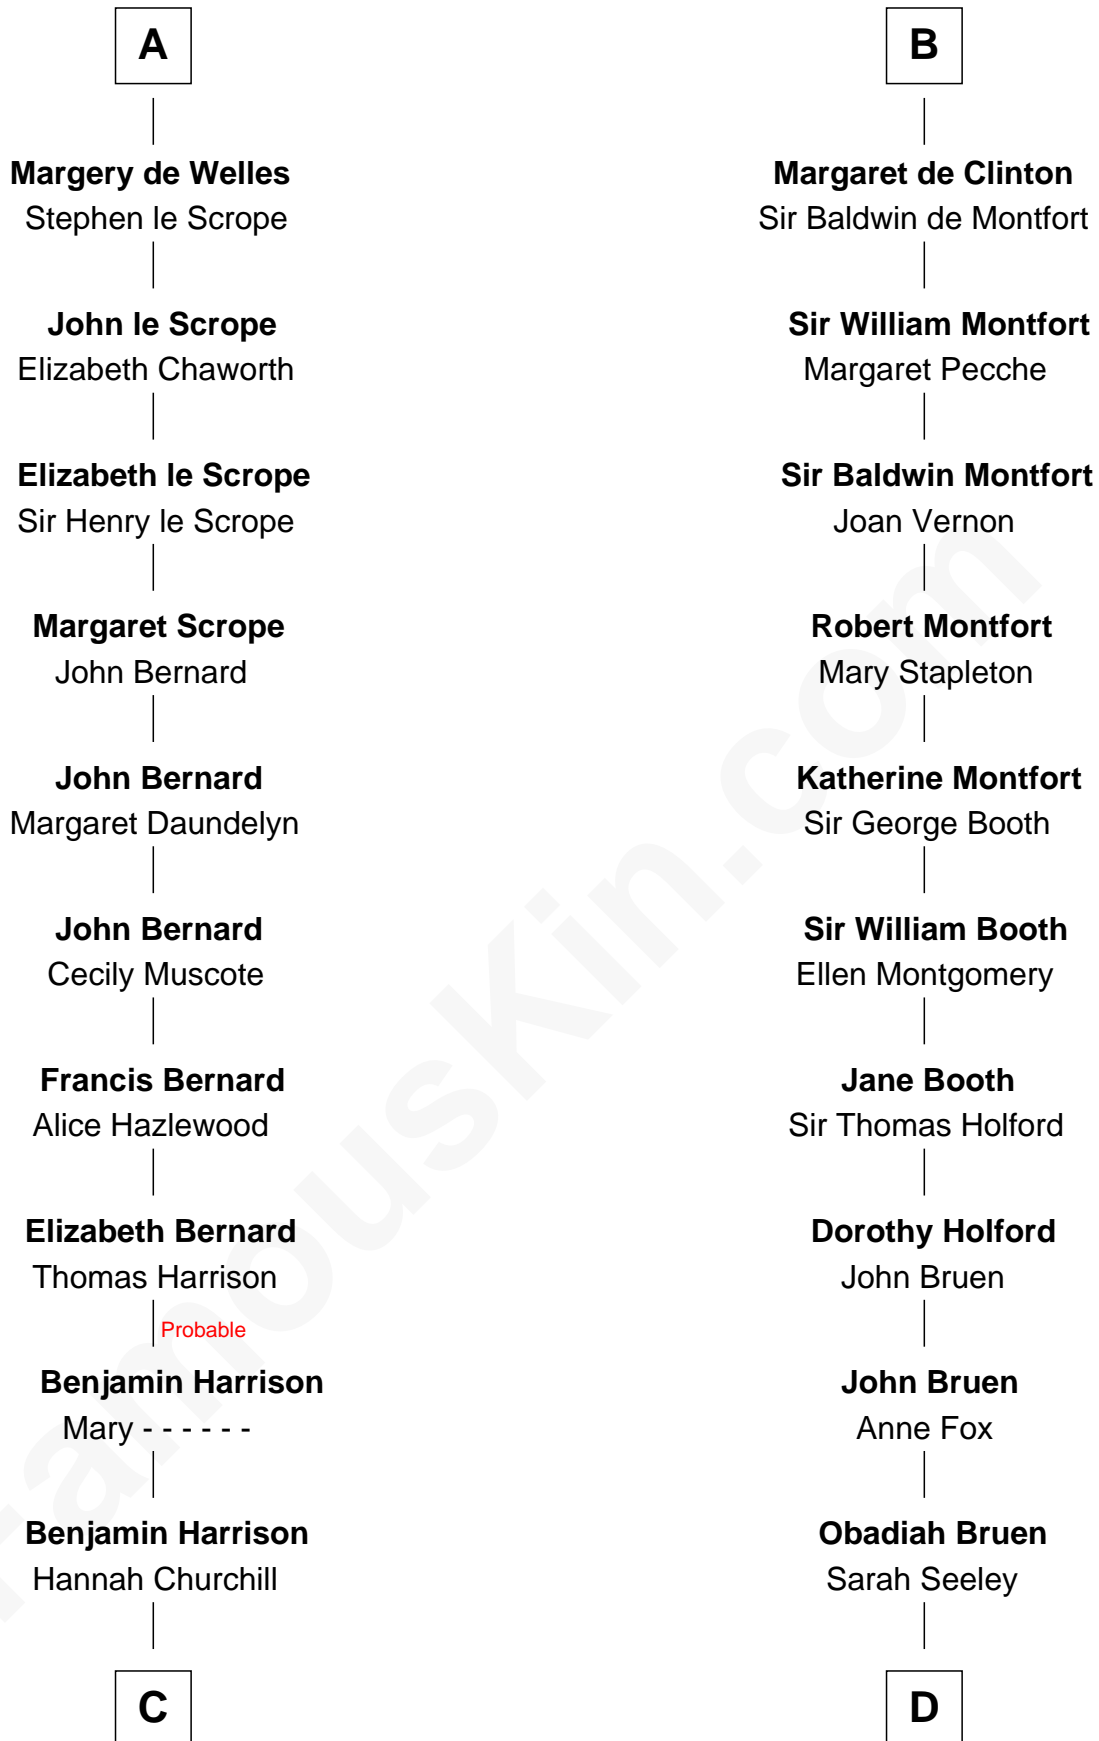 A
Margery de Welles
Stephen le Scrope
John le Scrope
Elizabeth Chaworth
Elizabeth le Scrope
Sir Henry le Scrope
Margaret Scrope
John Bernard
John Bernard
Margaret Daundelyn
John Bernard
Cecily Muscote
Francis Bernard
Alice Hazlewood
Elizabeth Bernard
Thomas Harrison
Probable
Benjamin Harrison
Mary - - - - - -
Benjamin Harrison
Hannah Churchill
C
B
Margaret de Clinton
Sir Baldwin de Montfort
Sir William Montfort
Margaret Pecche
Sir Baldwin Montfort
Joan Vernon
Robert Montfort
Mary Stapleton
Katherine Montfort
Sir George Booth
Sir William Booth
Ellen Montgomery
Jane Booth
Sir Thomas Holford
Dorothy Holford
John Bruen
John Bruen
Anne Fox
Obadiah Bruen
Sarah Seeley
D
FamousKin.com